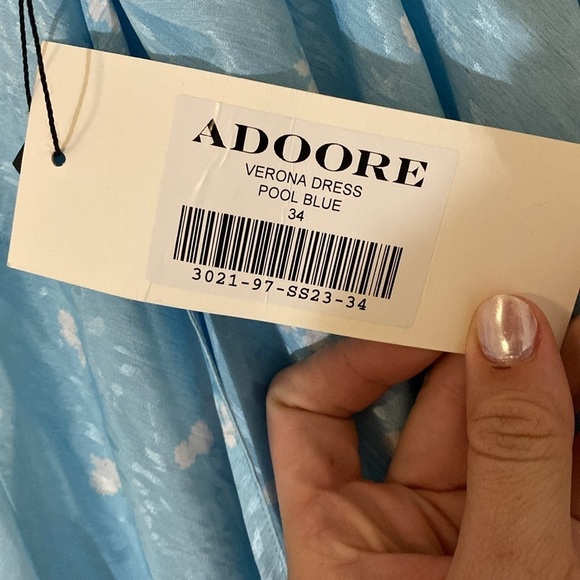 ADOORE
VERONA DRESS
POOL BLUE
34
3021-97-SS23-34